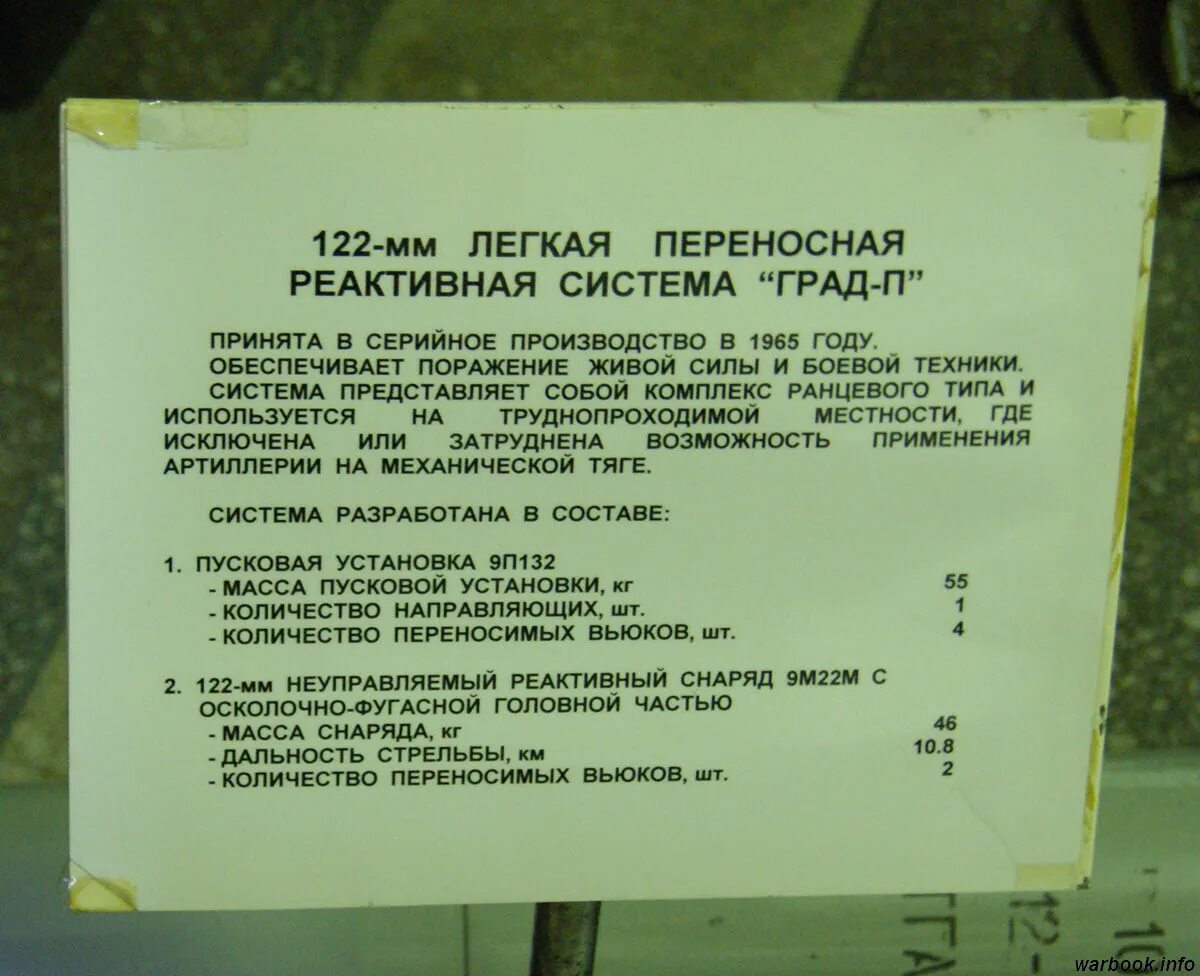 122-мм ЛЕГКАЯ ПЕРЕНОСНАЯ
РЕАКТИВНАЯ СИСТЕМА “ГРАД-П”
ПРИНЯТА В СЕРИЙНОЕ ПРОИЗВОДСТВО В 1965 ГОДУ.
ОБЕСПЕЧИВАЕТ ПОРАЖЕНИЕ ЖИВОЙ СИЛЫ И БОЕВОЙ ТЕХНИКИ.
СИСТЕМА ПРЕДСТАВЛЯЕТ СОБОЙ КОМПЛЕКС РАНЦЕВОГО ТИПА И
ИСПОЛЬЗУЕТСЯ НА ТРУДНОПРОХОДИМОЙ МЕСТНОСТИ, ГДЕ
ИСКЛЮЧЕНА ИЛИ ЗАТРУДНЕНА ВОЗМОЖНОСТЬ ПРИМЕНЕНИЯ
АРТИЛЛЕРИИ НА МЕХАНИЧЕСКОЙ ТЯГЕ.
СИСТЕМА РАЗРАБОТАНА В СОСТАВЕ:
1. ПУСКОВАЯ УСТАНОВКА 9П132
- МАССА ПУСКОВОЙ УСТАНОВКИ, кг 55
- КОЛИЧЕСТВО НАПРАВЛЯЮЩИХ, шт. 1
- КОЛИЧЕСТВО ПЕРЕНОСИМЫХ ВЬЮКОВ, шт. 4
2. 122-мм НЕУПРАВЛЯЕМЫЙ РЕАКТИВНЫЙ СНАРЯД 9М22М С
ОСКОЛОЧНО-ФУГАСНОЙ ГОЛОВНОЙ ЧАСТЬЮ
- МАССА СНАРЯДА, кг 46
- ДАЛЬНОСТЬ СТРЕЛЬБЫ, км 10.8
- КОЛИЧЕСТВО ПЕРЕНОСИМЫХ ВЬЮКОВ, шт. 2
warbook.info